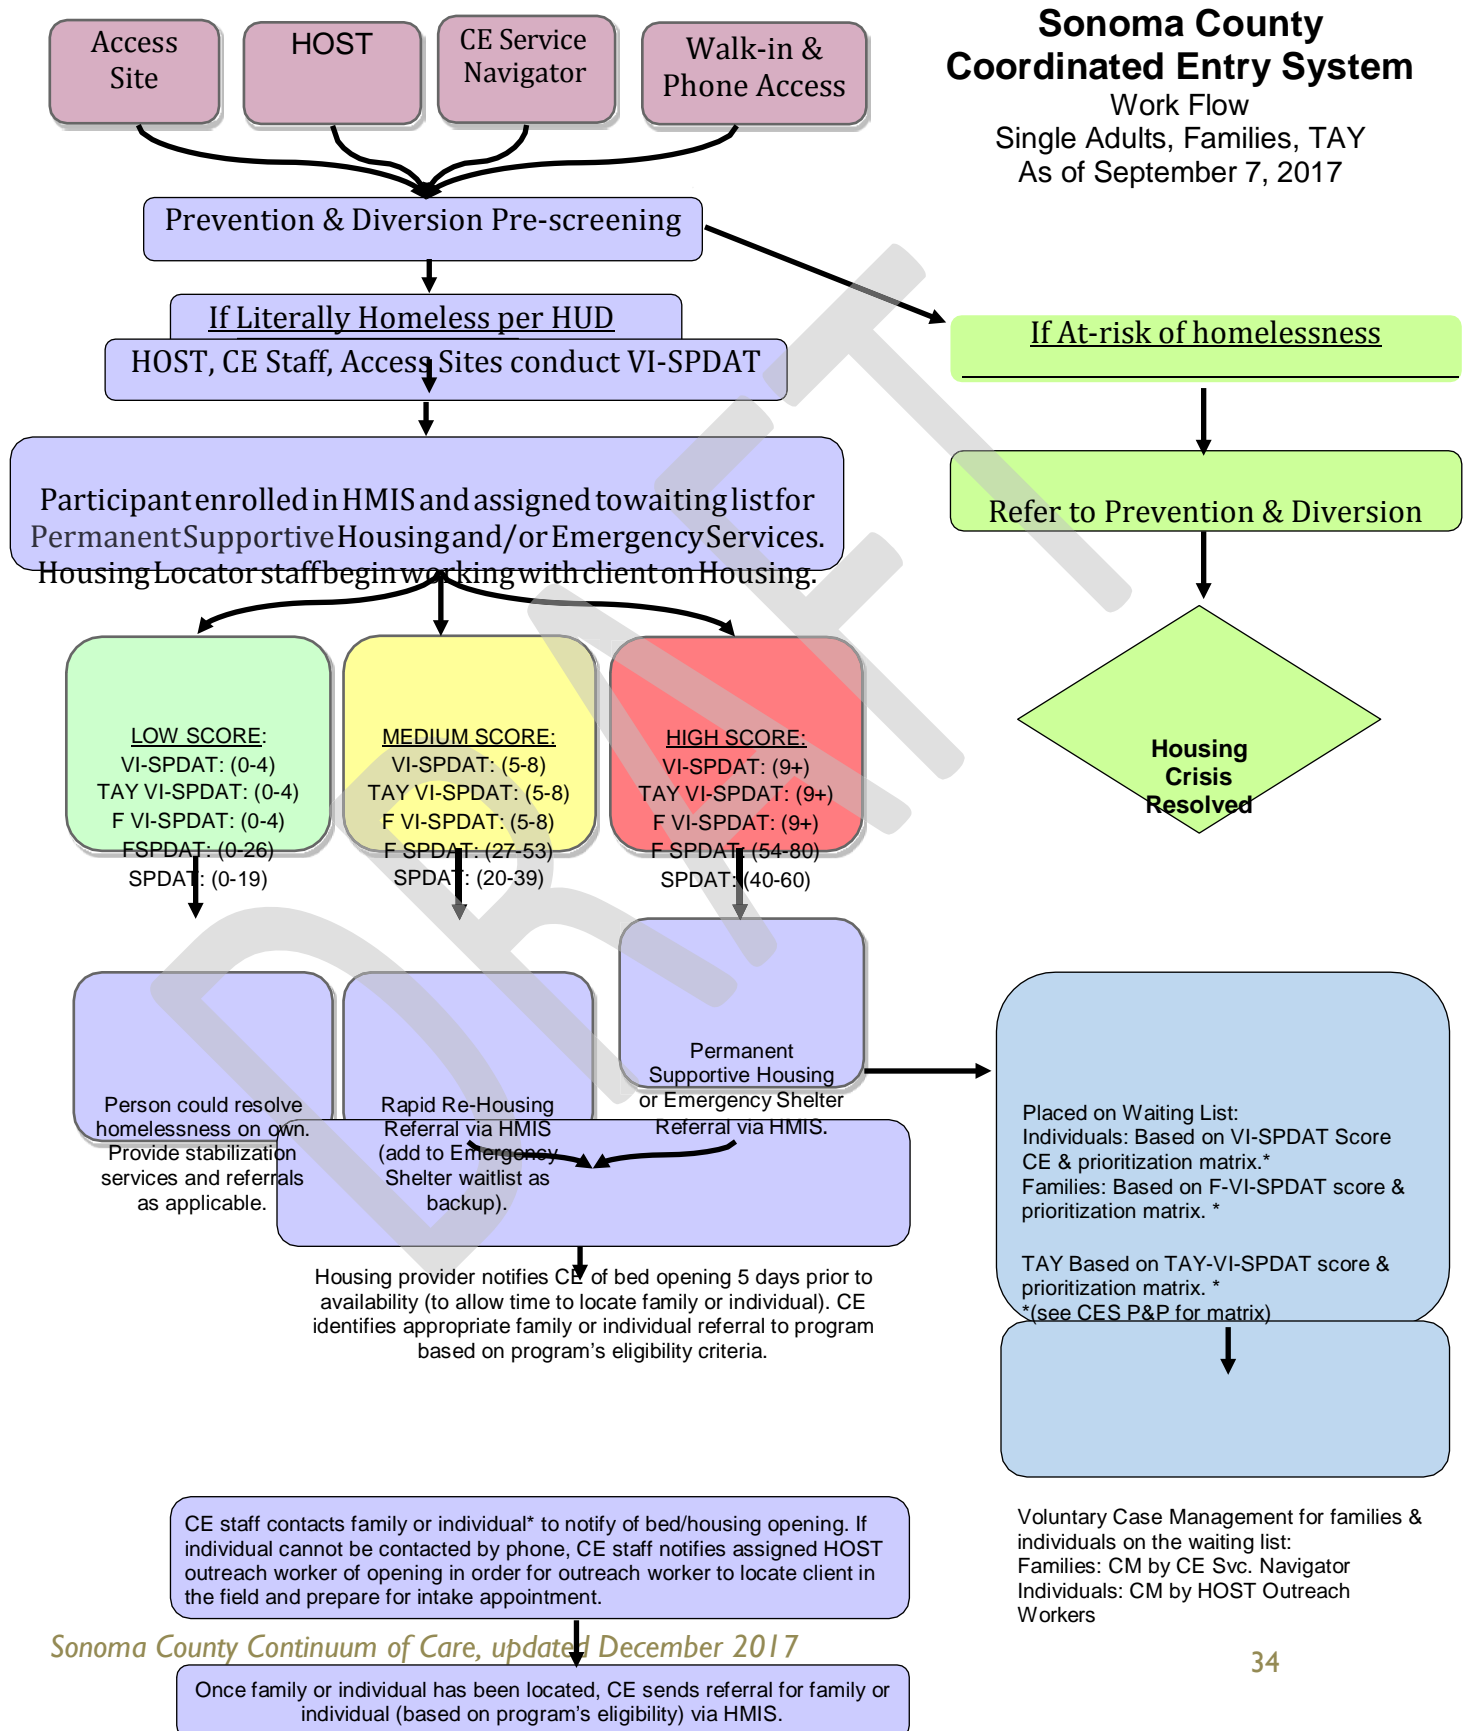 Sonoma County
Coordinated Entry System
Work Flow
Single Adults, Families, TAY
As of September 7, 2017
Access
Site
HOST
CE Service
Navigator
Walk-in &
Phone Access
Prevention & Diversion Pre-screening
If Literally Homeless per HUD
HOST, CE Staff, Access Sites conduct VI-SPDAT
If At-risk of homelessness
Participant enrolled in HMIS and assigned to waiting list for
Permanent Supportive Housing and/or Emergency Services.
Housing Locator staff begin working with client on Housing.
Refer to Prevention & Diversion
LOW SCORE:
VI-SPDAT: (0-4)
TAY VI-SPDAT: (0-4)
F VI-SPDAT: (0-4)
FSPDAT: (0-26)
SPDAT: (0-19)
MEDIUM SCORE:
VI-SPDAT: (5-8)
TAY VI-SPDAT: (5-8)
F VI-SPDAT: (5-8)
F SPDAT: (27-53)
SPDAT: (20-39)
HIGH SCORE:
VI-SPDAT: (9+)
TAY VI-SPDAT: (9+)
F VI-SPDAT: (9+)
F SPDAT: (54-80)
SPDAT: (40-60)
Housing
Crisis
Resolved
Person could resolve
homelessness on own.
Provide stabilization
services and referrals
as applicable.
Rapid Re-Housing
Referral via HMIS
(add to Emergency
Shelter waitlist as
backup).
Permanent
Supportive Housing
or Emergency Shelter
Referral via HMIS.
Placed on Waiting List:
Individuals: Based on VI-SPDAT Score
CE & prioritization matrix.*
Families: Based on F-VI-SPDAT score &
prioritization matrix. *
TAY Based on TAY-VI-SPDAT score &
prioritization matrix. *
*(see CES P&P for matrix)
Housing provider notifies CE of bed opening 5 days prior to
availability (to allow time to locate family or individual). CE
identifies appropriate family or individual referral to program
based on program's eligibility criteria.
CE staff contacts family or individual* to notify of bed/housing opening. If
individual cannot be contacted by phone, CE staff notifies assigned HOST
outreach worker of opening in order for outreach worker to locate client in
the field and prepare for intake appointment.
Voluntary Case Management for families &
individuals on the waiting list:
Families: CM by CE Svc. Navigator
Individuals: CM by HOST Outreach
Workers
Sonoma County Continuum of Care, updated December 2017
34
Once family or individual has been located, CE sends referral for family or
individual (based on program's eligibility) via HMIS.
DRAFT